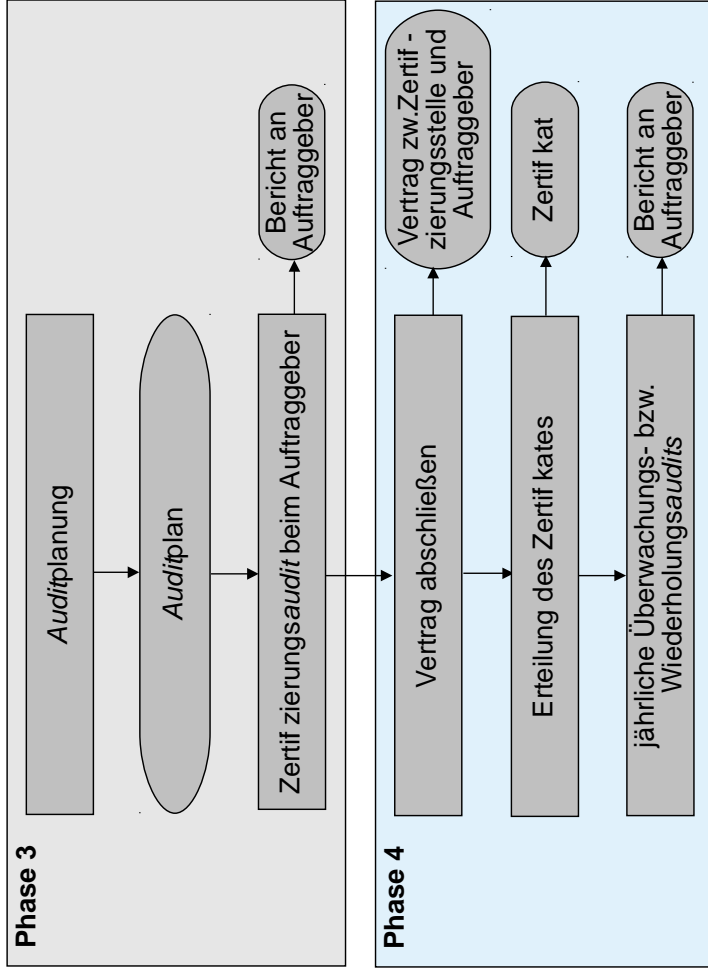 Phase 3
Auditplanung
Auditplan
Zertif zierungsaudit beim Auftraggeber
Bericht an
Auftraggeber
Phase 4
Vertrag abschließen
Vertrag zw.Zertif -
zierungsstelle und
Auftraggeber
Erteilung des Zertif kates
Zertif kat
jährliche Überwachungs- bzw.
Wiederholungsaudits
Bericht an
Auftraggeber